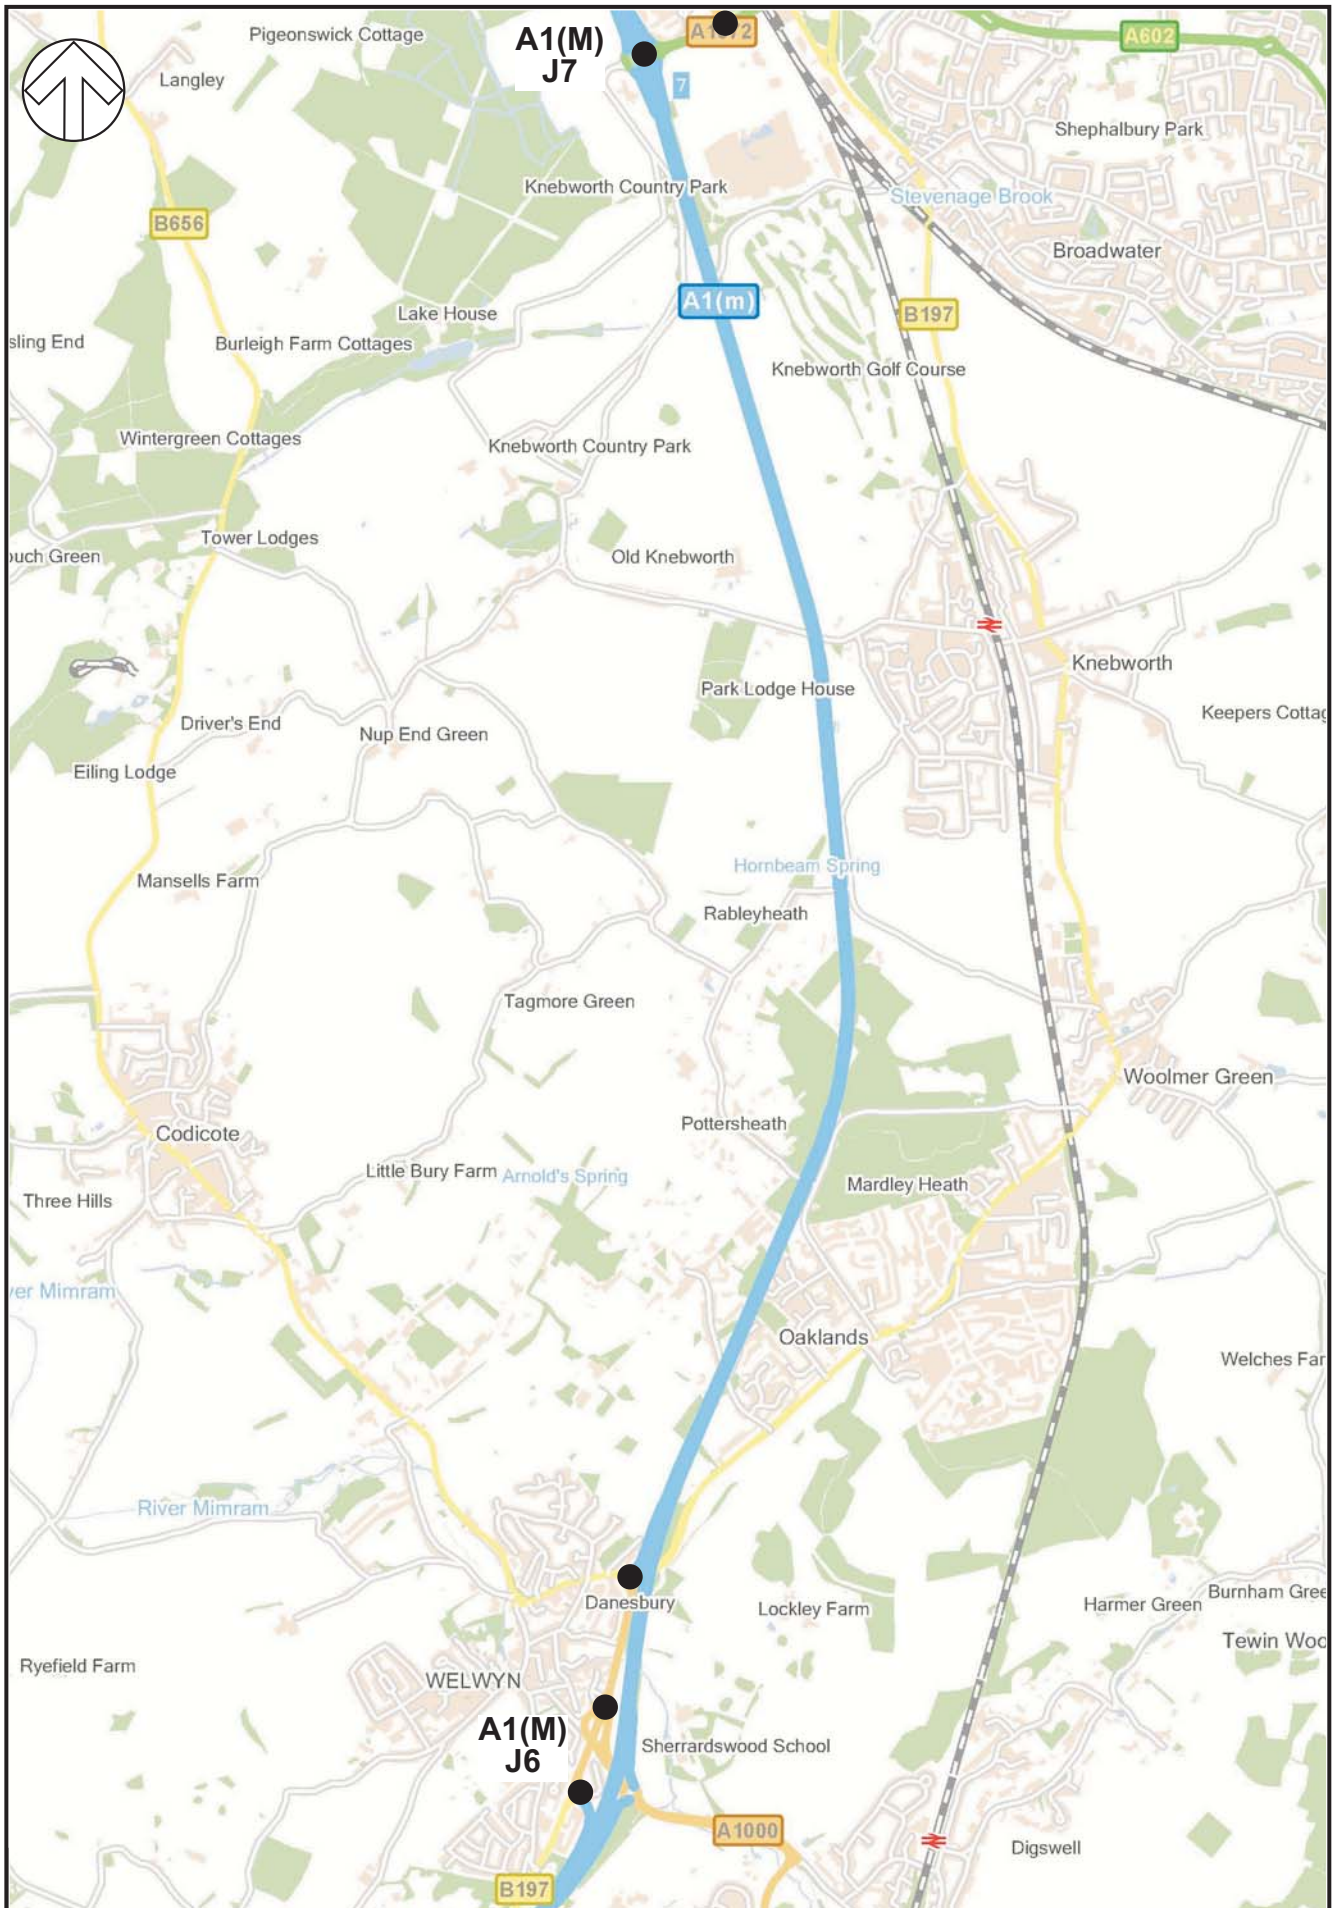 Pigeonswick Cottage
A1(M)
J7
A602
Langley
7
Shephalbury Park
Knebworth Country Park
Stevenage Brook
B656
Broadwater
A1(m)
Lake House
B197
sling End
Burleigh Farm Cottages
Knebworth Golf Course
Wintergreen Cottages
Knebworth Country Park
Tower Lodges
ouch Green
Old Knebworth
Knebworth
Park Lodge House
Keepers Cottag
Driver's End
Nup End Green
Eiling Lodge
Hornbeam Spring
Mansells Farm
Rableyheath
Tagmore Green
Woolmer Green
Pottersheath
Codicote
Little Bury Farm
Arnold's Spring
Mardley Heath
Three Hills
ver Mimram
Oaklands
Welches Far
River Mimram
Danesbury
Lockley Farm
Harmer Green
Burnham Gree
Tewin Woo
Ryefield Farm
WELWYN
A1(M)
J6
Sherrardswood School
A1000
Digswell
B197